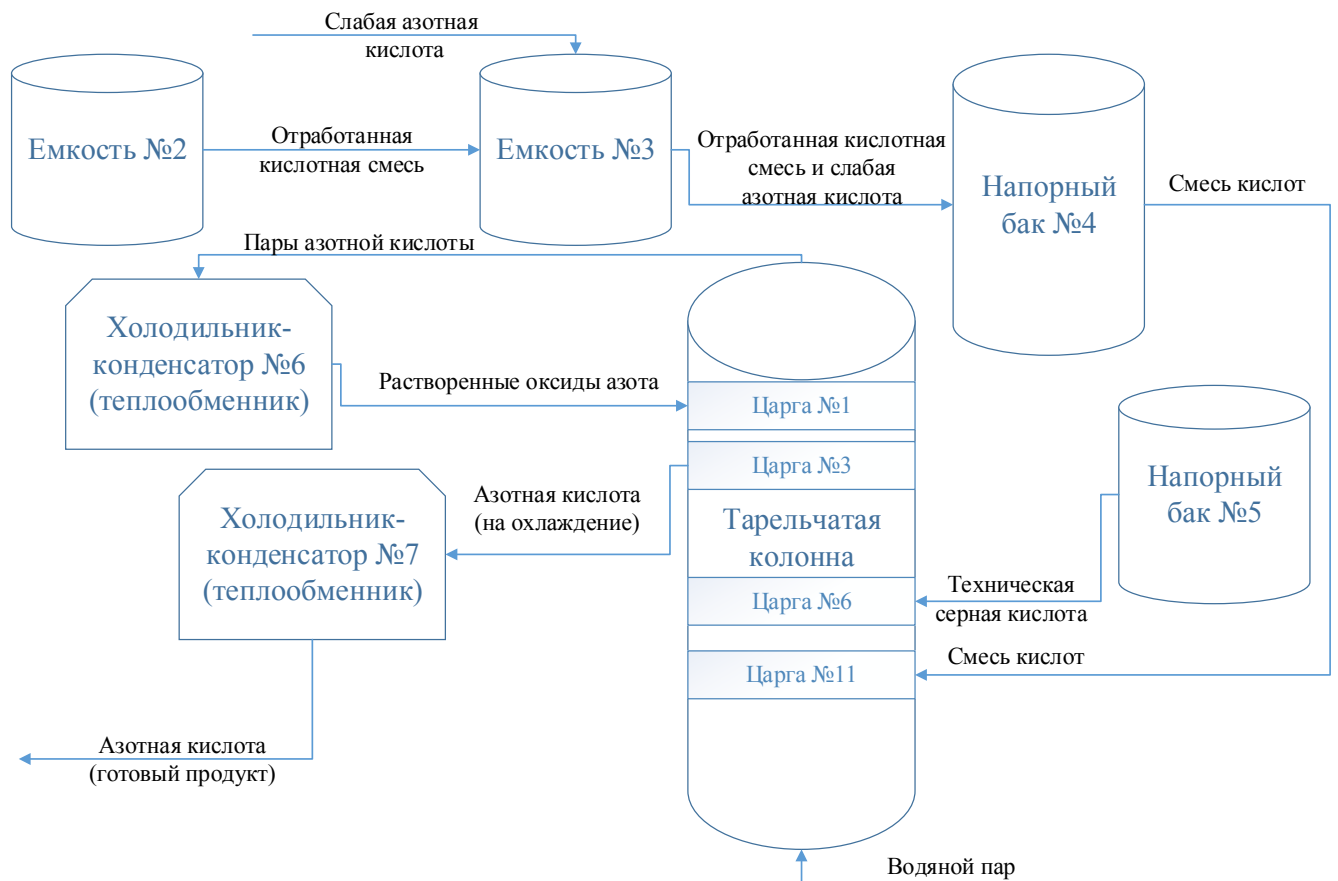 Слабая азотная
кислота
Емкость №2
Отработанная
кислотная смесь
Емкость №3
Отработанная кислотная
смесь и слабая
азотная кислота
Напорный
бак №4
Смесь кислот
Пары азотной кислоты
Холодильник-
конденсатор №6
(теплообменник)
Растворенные оксиды азота
Царга №1
Царга №3
Азотная кислота
(на охлаждение)
Холодильник-
конденсатор №7
(теплообменник)
Тарельчатая
колонна
Напорный
бак №5
Царга №6
Техническая
серная кислота
Царга №11
Смесь кислот
Азотная кислота
(готовый продукт)
Водяной пар